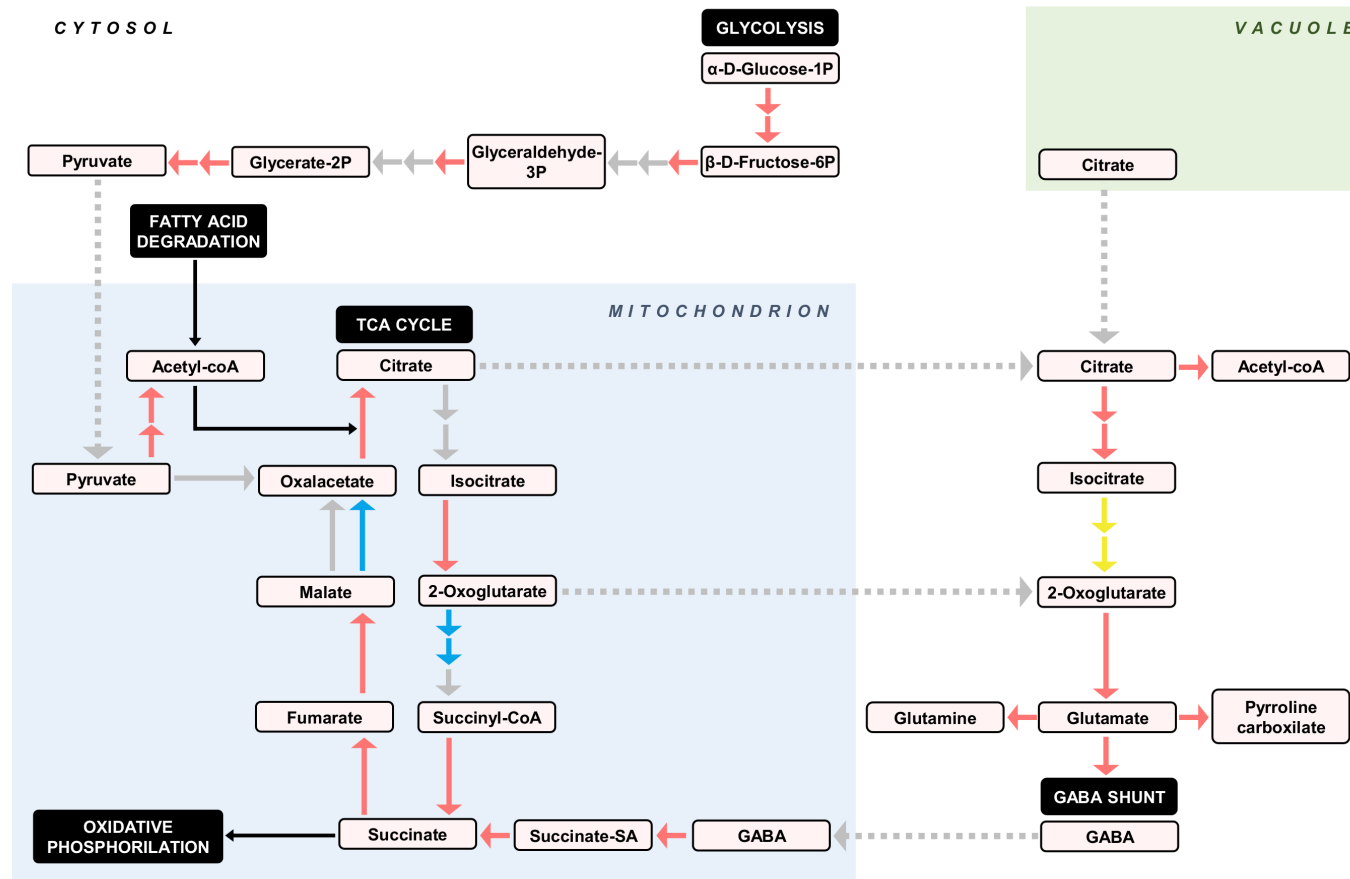 CYTOSOL
GLYCOLYSIS
VACUOLE
α-D-Glucose-1P
Pyruvate
Glycerate-2P
Glyceraldehyde-
3P
β-D-Fructose-6P
Citrate
FATTY ACID
DEGRADATION
MITOCHONDRION
TCA CYCLE
Acetyl-coA
Citrate
Citrate
Acetyl-coA
Pyruvate
Oxalacetate
Isocitrate
Isocitrate
Malate
2-Oxoglutarate
2-Oxoglutarate
Fumarate
Succinyl-CoA
Glutamine
Glutamate
Pyrroline
carboxilate
GABA SHUNT
OXIDATIVE
PHOSPHORILATION
Succinate
Succinate-SA
GABA
GABA